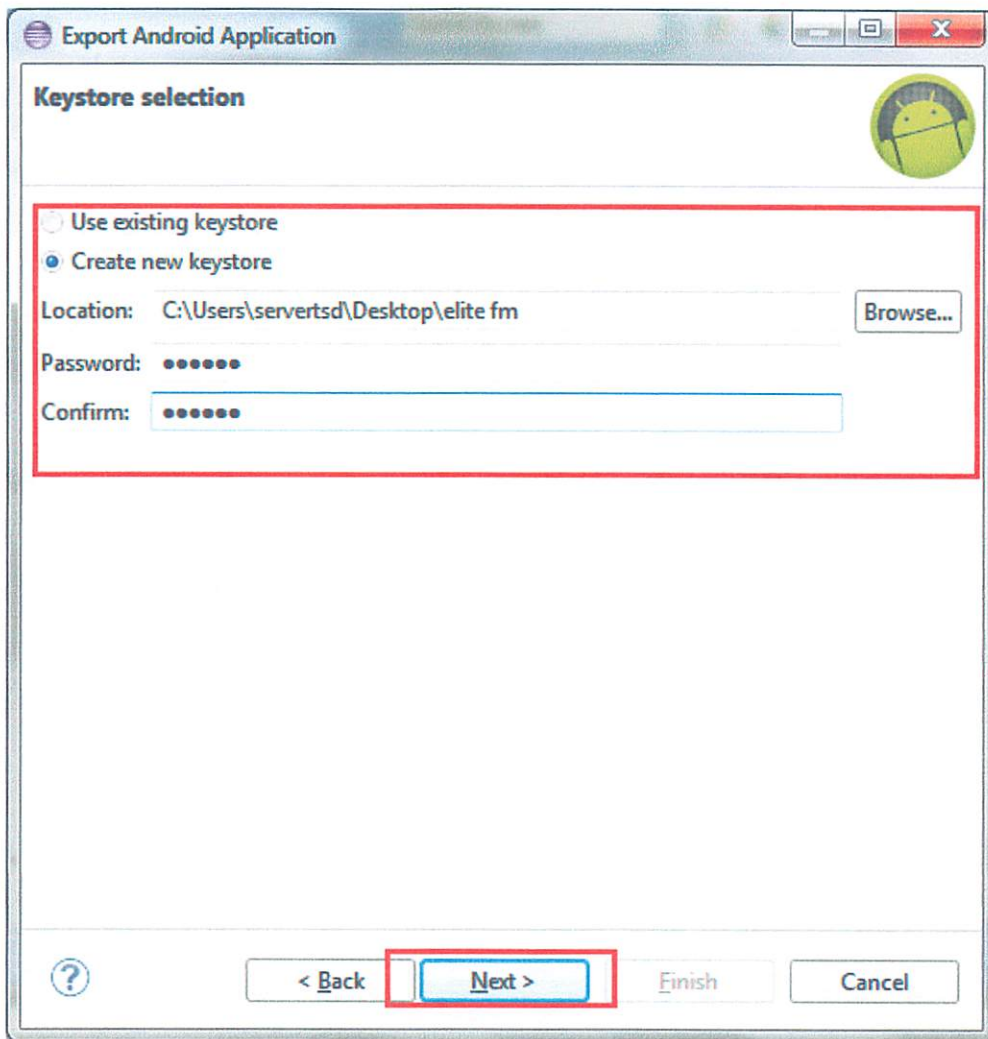 Export Android Application
Keystore selection
Use existing keystore
Create new keystore
Location: C:\Users\servertsd\Desktop\elite fm Browse...
Password: ••••••
Confirm: ••••••
? < Back Next > Finish Cancel